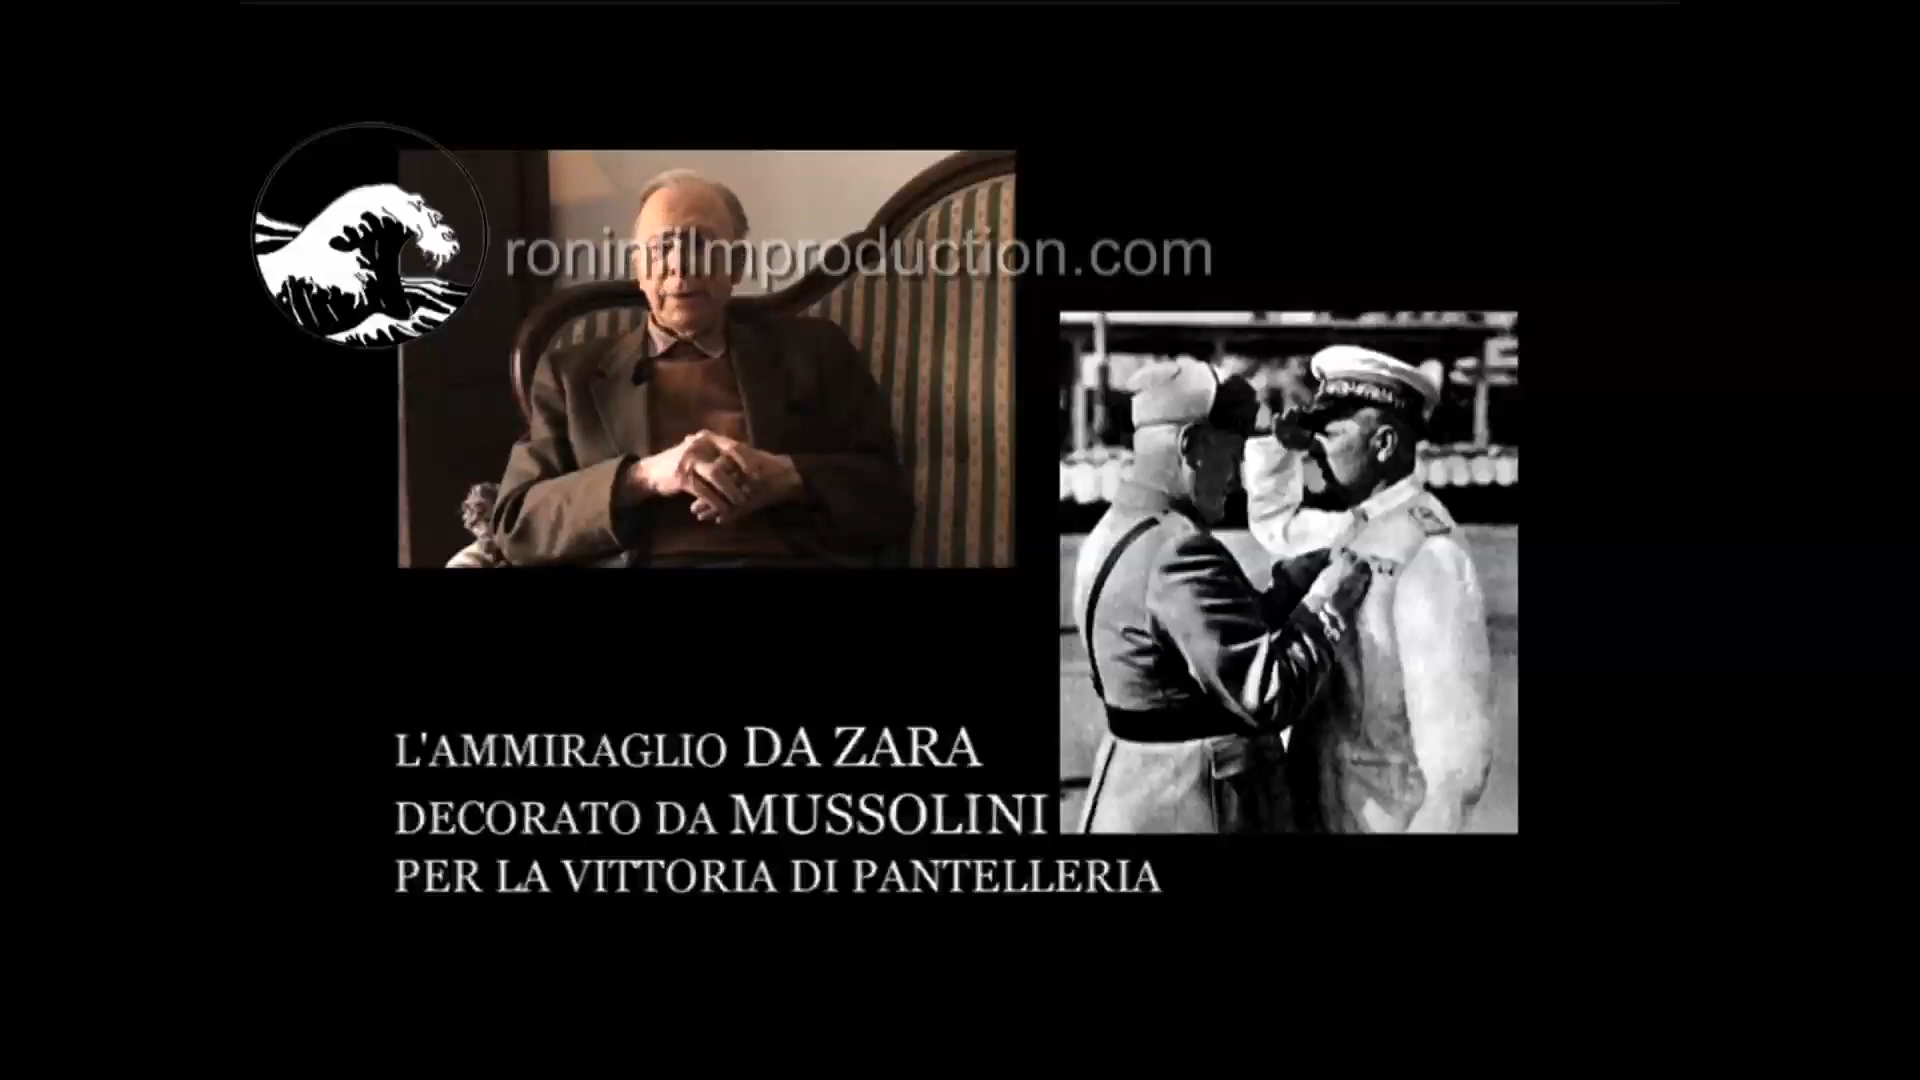 roninfilmproduction.com
L'AMMIRAGLIO DA ZARA
DECORATO DA MUSSOLINI
PER LA VITTORIA DI PANTELLERIA